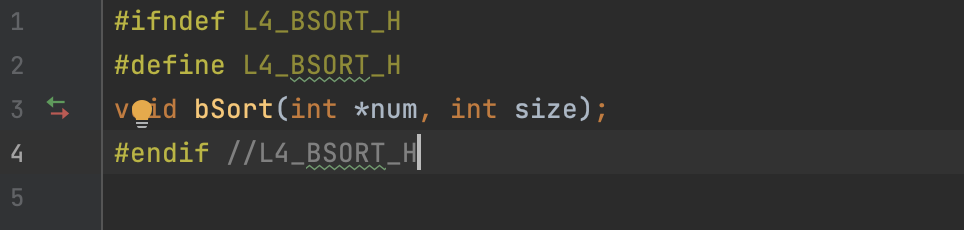 1 #ifndef L4_BSORT_H
2 #define L4_BSORT_H
3 void bSort(int *num, int size);
4 #endif //L4_BSORT_H
5